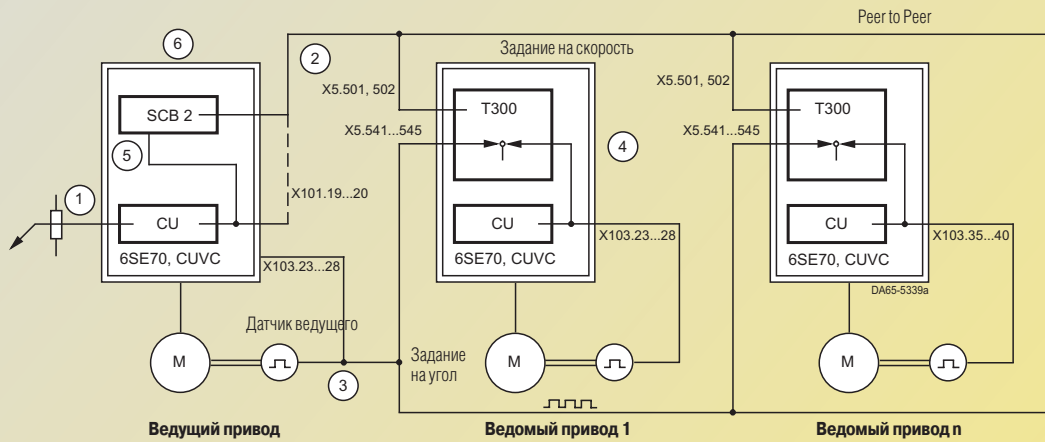 Peer to Peer
6
2
Задание на скорость
X5.501, 502
X5.501, 502
SCB 2
T300
T300
X5.541...545
X5.541...545
5
4
1
X101.19...20
CU
CU
CU
X103.23...28
X103.35...40
6SE70, CUVC
6SE70, CUVC
6SE70, CUVC
X103.23...28
DA65-5339a
Датчик ведущего
M
M
M
Задание
на угол
3
Ведущий привод
Ведомый привод 1
Ведомый привод n